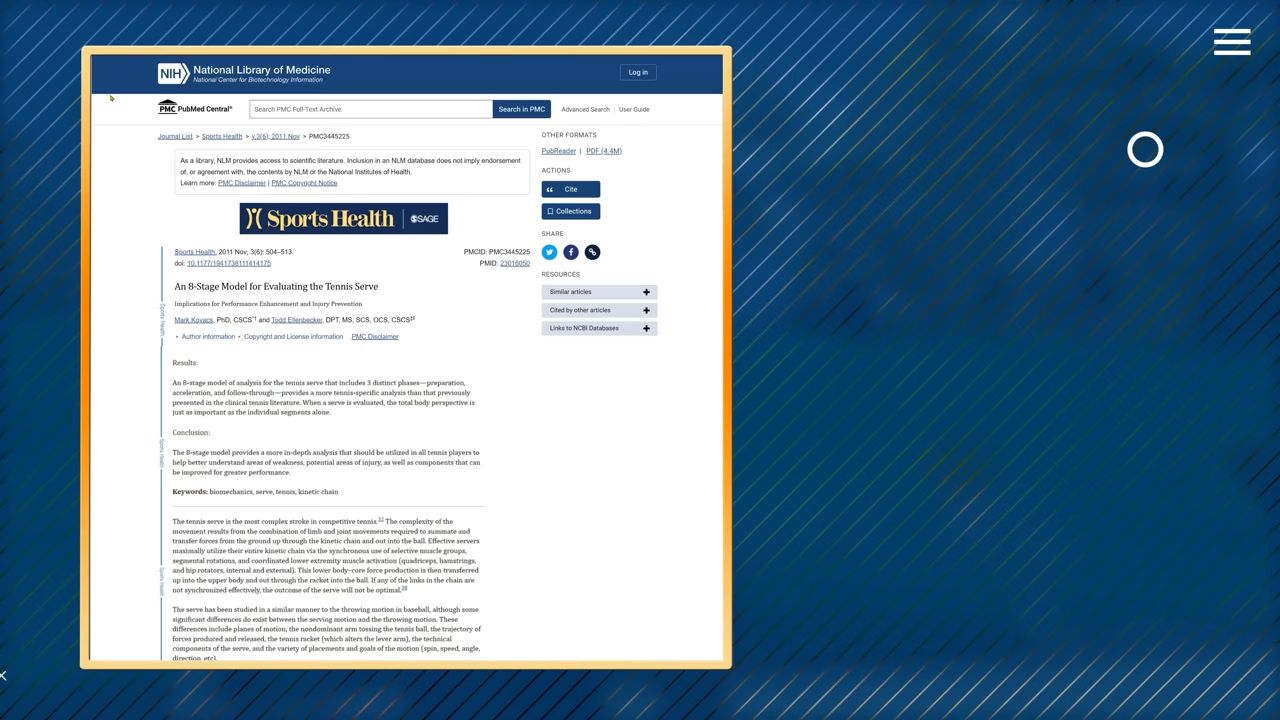 NIH
National Library of Medicine
National Center for Biotechnology Information
Log in
PMC PubMed Central®
Search PMC Full-Text Archive
Search in PMC
Advanced Search
User Guide
Journal List > Sports Health > v.3(6); 2011 Nov > PMC3445225
As a library, NLM provides access to scientific literature. Inclusion in an NLM database does not imply endorsement
of, or agreement with, the contents by NLM or the National Institutes of Health.
Learn more: PMC Disclaimer | PMC Copyright Notice
Sports Health | SAGE
Sports Health. 2011 Nov; 3(6): 504–513.
PMCID: PMC3445225
doi: 10.1177/1941738111414175
PMID: 23016050
An 8-Stage Model for Evaluating the Tennis Serve
Implications for Performance Enhancement and Injury Prevention
Mark Kovacs, PhD, CSCS*† and Todd Ellenbecker, DPT, MS, SCS, OCS, CSCS‡§
• Author information • Copyright and License information PMC Disclaimer
Results:
An 8-stage model of analysis for the tennis serve that includes 3 distinct phases—preparation,
acceleration, and follow-through—provides a more tennis-specific analysis than that previously
presented in the clinical tennis literature. When a serve is evaluated, the total body perspective is
just as important as the individual segments alone.
Conclusion:
The 8-stage model provides a more in-depth analysis that should be utilized in all tennis players to
help better understand areas of weakness, potential areas of injury, as well as components that can
be improved for greater performance.
Keywords: biomechanics, serve, tennis, kinetic chain
The tennis serve is the most complex stroke in competitive tennis.52 The complexity of the
movement results from the combination of limb and joint movements required to summate and
transfer forces from the ground up through the kinetic chain and out into the ball. Effective servers
maximally utilize their entire kinetic chain via the synchronous use of selective muscle groups,
segmental rotations, and coordinated lower extremity muscle activation (quadriceps, hamstrings,
and hip rotators, internal and external). This lower body–core force production is then transferred
up into the upper body and out through the racket into the ball. If any of the links in the chain are
not synchronized effectively, the outcome of the serve will not be optimal.38
The serve has been studied in a similar manner to the throwing motion in baseball, although some
significant differences do exist between the serving motion and the throwing motion. These
differences include planes of motion, the nondominant arm tossing the tennis ball, the trajectory of
forces produced and released, the tennis racket (which alters the lever arm), the technical
components of the serve, and the variety of placements and goals of the motion (spin, speed, angle,
direction, etc).
Sports Health
Sports Health
Sports Health
OTHER FORMATS
PubReader | PDF (4.4M)
ACTIONS
Cite
Collections
SHARE
RESOURCES
Similar articles
Cited by other articles
Links to NCBI Databases